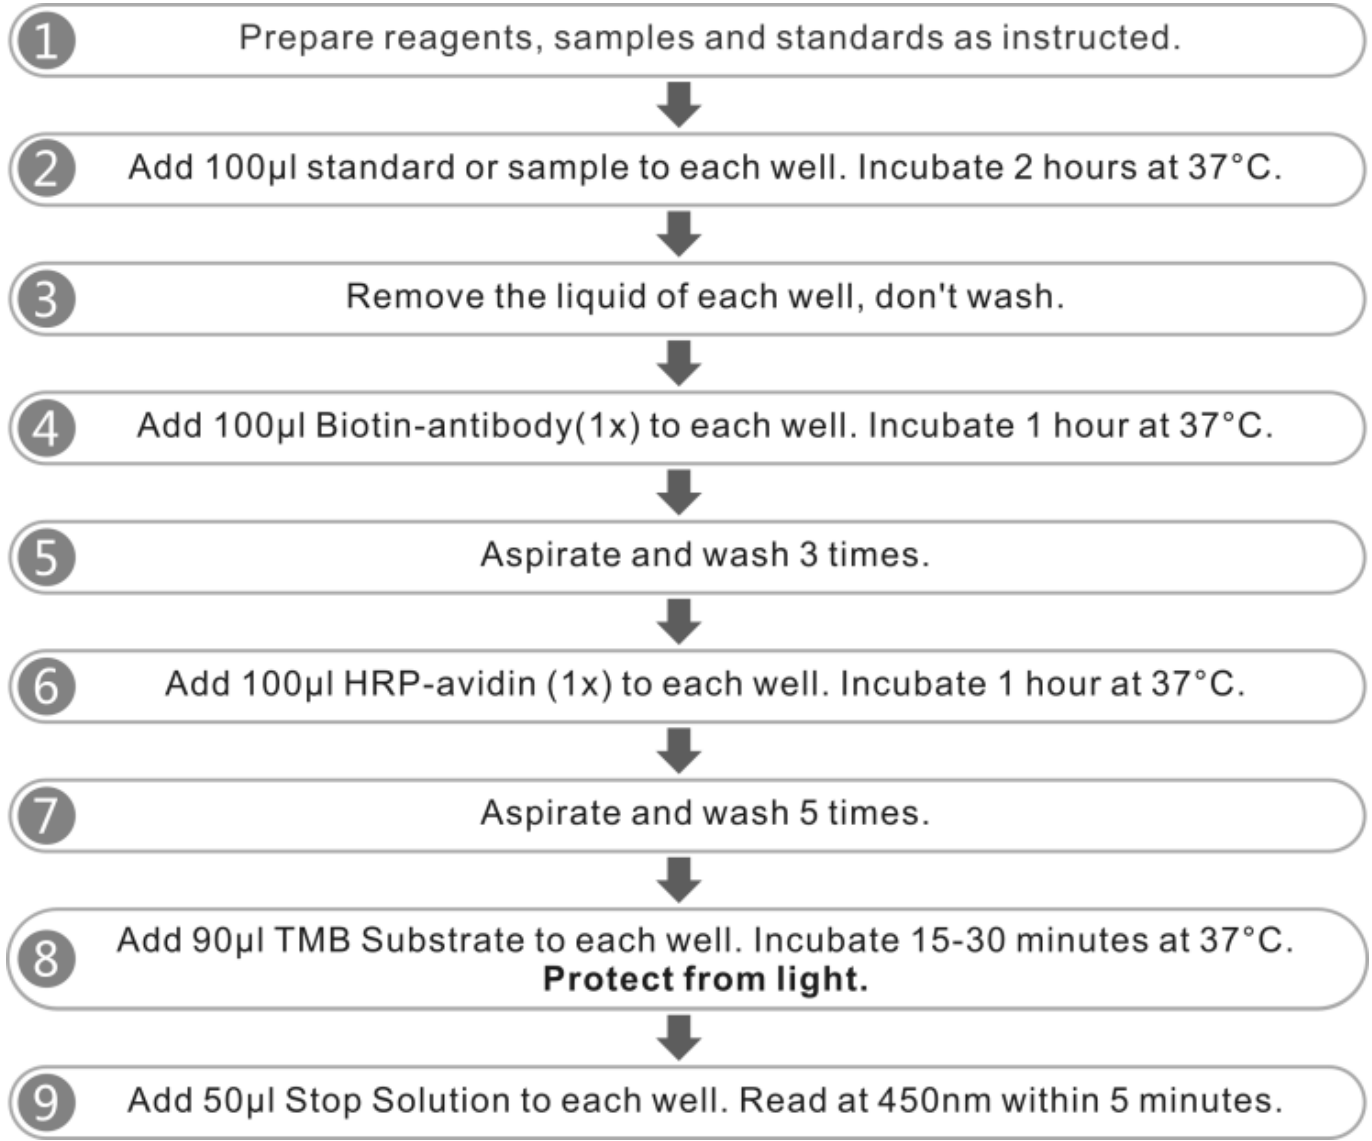 1 Prepare reagents, samples and standards as instructed.
2 Add 100µl standard or sample to each well. Incubate 2 hours at 37°C.
3 Remove the liquid of each well, don't wash.
4 Add 100µl Biotin-antibody(1x) to each well. Incubate 1 hour at 37°C.
5 Aspirate and wash 3 times.
6 Add 100µl HRP-avidin (1x) to each well. Incubate 1 hour at 37°C.
7 Aspirate and wash 5 times.
8 Add 90µl TMB Substrate to each well. Incubate 15-30 minutes at 37°C.
Protect from light.
9 Add 50µl Stop Solution to each well. Read at 450nm within 5 minutes.